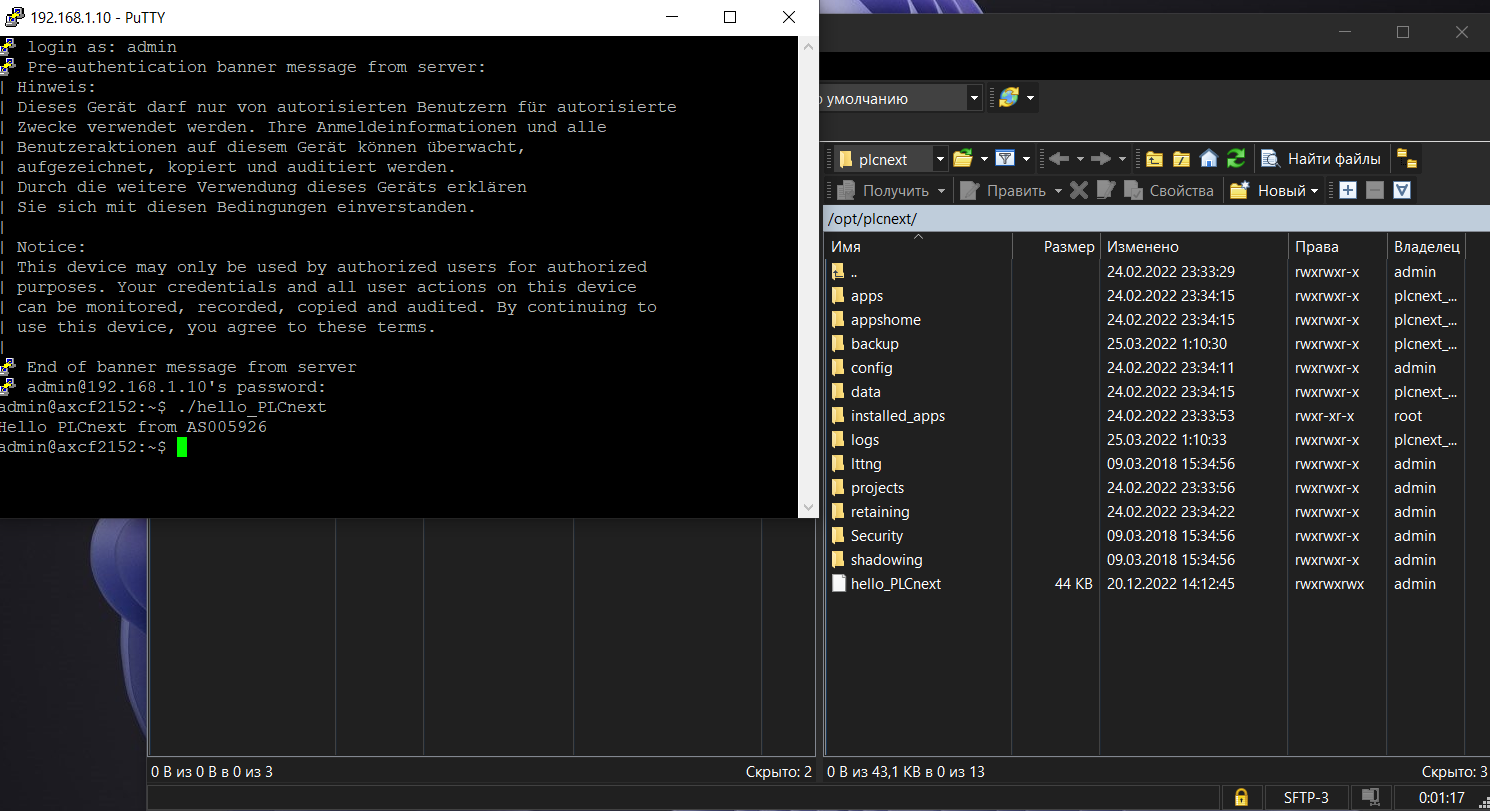 192.168.1.10 - PuTTY
login as: admin
Pre-authentication banner message from server:
| Hinweis:
| Dieses Gerät darf nur von autorisierten Benutzern für autorisierte
| Zwecke verwendet werden. Ihre Anmeldeinformationen und alle
| Benutzeraktionen auf diesem Gerät können überwacht,
| aufgezeichnet, kopiert und auditiert werden.
| Durch die weitere Verwendung dieses Geräts erklären
| Sie sich mit diesen Bedingungen einverstanden.
|
| Notice:
| This device may only be used by authorized users for authorized
| purposes. Your credentials and all user actions on this device
| can be monitored, recorded, copied and audited. By continuing to
| use this device, you agree to these terms.
|
End of banner message from server
admin@192.168.1.10's password:
admin@axcf2152:~$ ./hello_PLCnext
Hello PLCnext from AS005926
admin@axcf2152:~$
умолчанию
plcnext Найти файлы
Получить Править Свойства Новый
/opt/plcnext/
Имя Размер Изменено Права Владелец
.. 24.02.2022 23:33:29 rwxrwxr-x admin
apps 24.02.2022 23:34:15 rwxrwxr-x plcnext_...
appshome 24.02.2022 23:34:15 rwxrwxr-x plcnext_...
backup 25.03.2022 1:10:30 rwxrwxr-x plcnext_...
config 24.02.2022 23:34:11 rwxrwxr-x admin
data 24.02.2022 23:34:15 rwxrwxr-x plcnext_...
installed_apps 24.02.2022 23:33:53 rwxr-xr-x root
logs 25.03.2022 1:10:33 rwxrwxr-x plcnext_...
lttng 09.03.2018 15:34:56 rwxrwxr-x admin
projects 24.02.2022 23:33:56 rwxrwxr-x admin
retaining 24.02.2022 23:34:22 rwxrwxr-x admin
Security 09.03.2018 15:34:56 rwxrwxr-x admin
shadowing 09.03.2018 15:34:56 rwxrwxr-x admin
hello_PLCnext 44 KB 20.12.2022 14:12:45 rwxrwxrwx admin
0 B из 0 B в 0 из 3 Скрыто: 2
0 B из 43,1 KB в 0 из 13 Скрыто: 3
SFTP-3 0:01:17